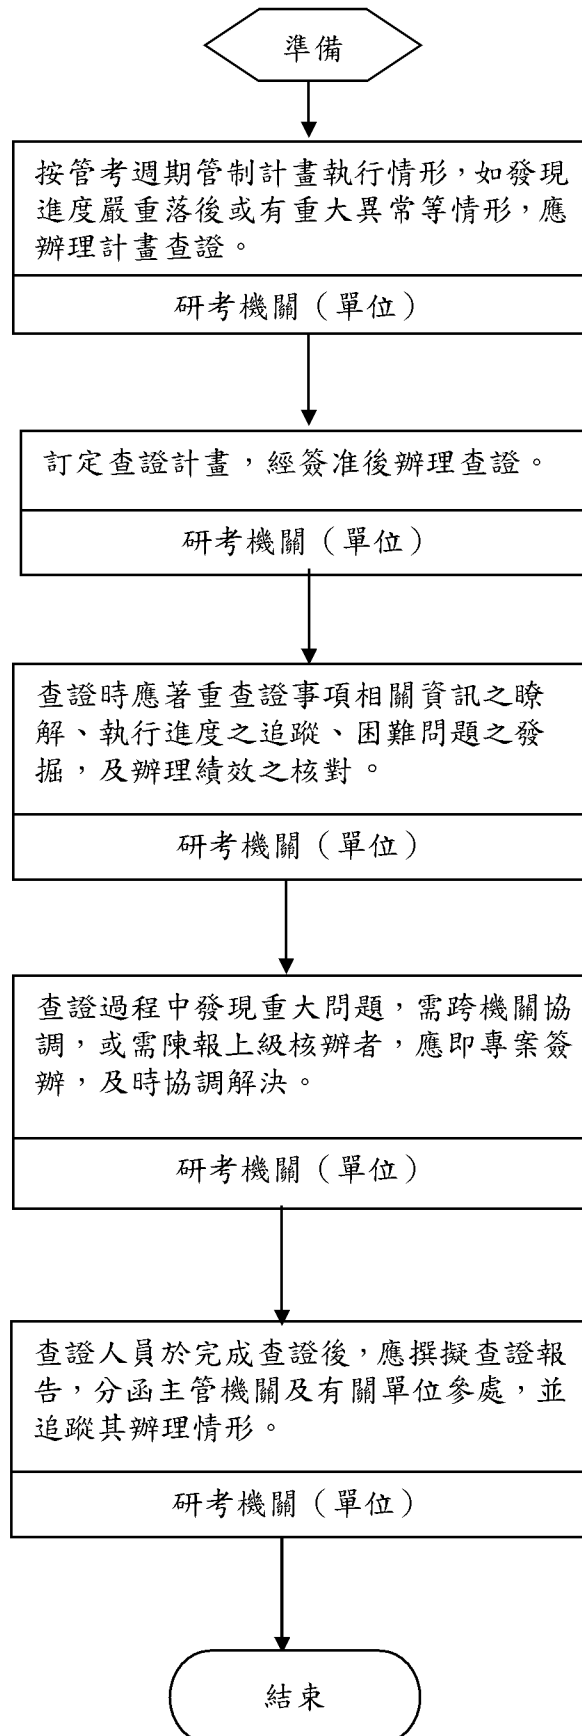 準備
按管考週期管制計畫執行情形，如發現
進度嚴重落後或有重大異常等情形，應
辦理計畫查證。
研考機關（單位）
訂定查證計畫，經簽准後辦理查證。
研考機關（單位）
查證時應著重查證事項相關資訊之瞭
解、執行進度之追蹤、困難問題之發
掘，及辦理績效之核對。
研考機關（單位）
查證過程中發現重大問題，需跨機關協
調，或需陳報上級核辦者，應即專案簽
辦，及時協調解決。
研考機關（單位）
查證人員於完成查證後，應撰擬查證報
告，分函主管機關及有關單位參處，並
追蹤其辦理情形。
研考機關（單位）
結束